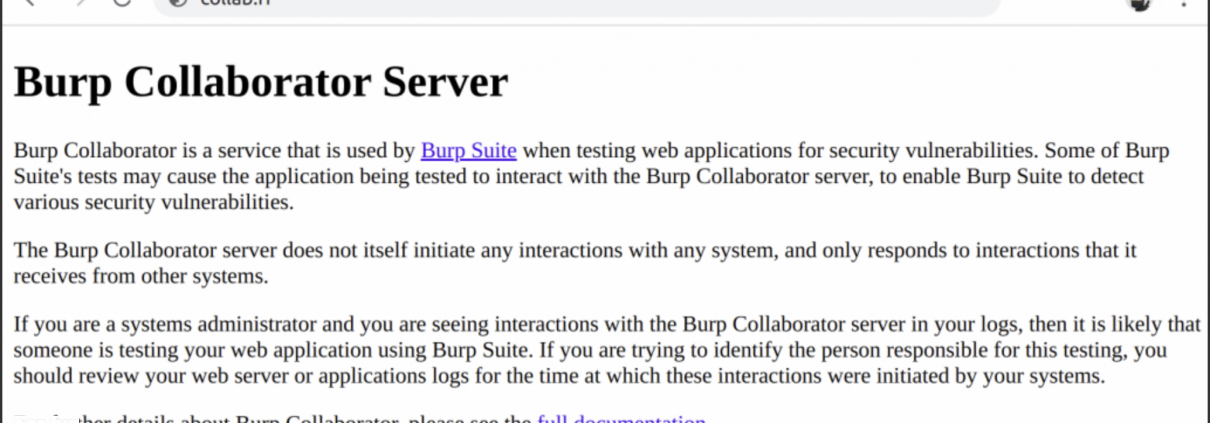 Burp Collaborator Server
Burp Collaborator is a service that is used by Burp Suite when testing web applications for security vulnerabilities. Some of Burp
Suite's tests may cause the application being tested to interact with the Burp Collaborator server, to enable Burp Suite to detect
various security vulnerabilities.
The Burp Collaborator server does not itself initiate any interactions with any system, and only responds to interactions that it
receives from other systems.
If you are a systems administrator and you are seeing interactions with the Burp Collaborator server in your logs, then it is likely that
someone is testing your web application using Burp Suite. If you are trying to identify the person responsible for this testing, you
should review your web server or applications logs for the time at which these interactions were initiated by your systems.
details about Burp Collaborator, please see the full documentation